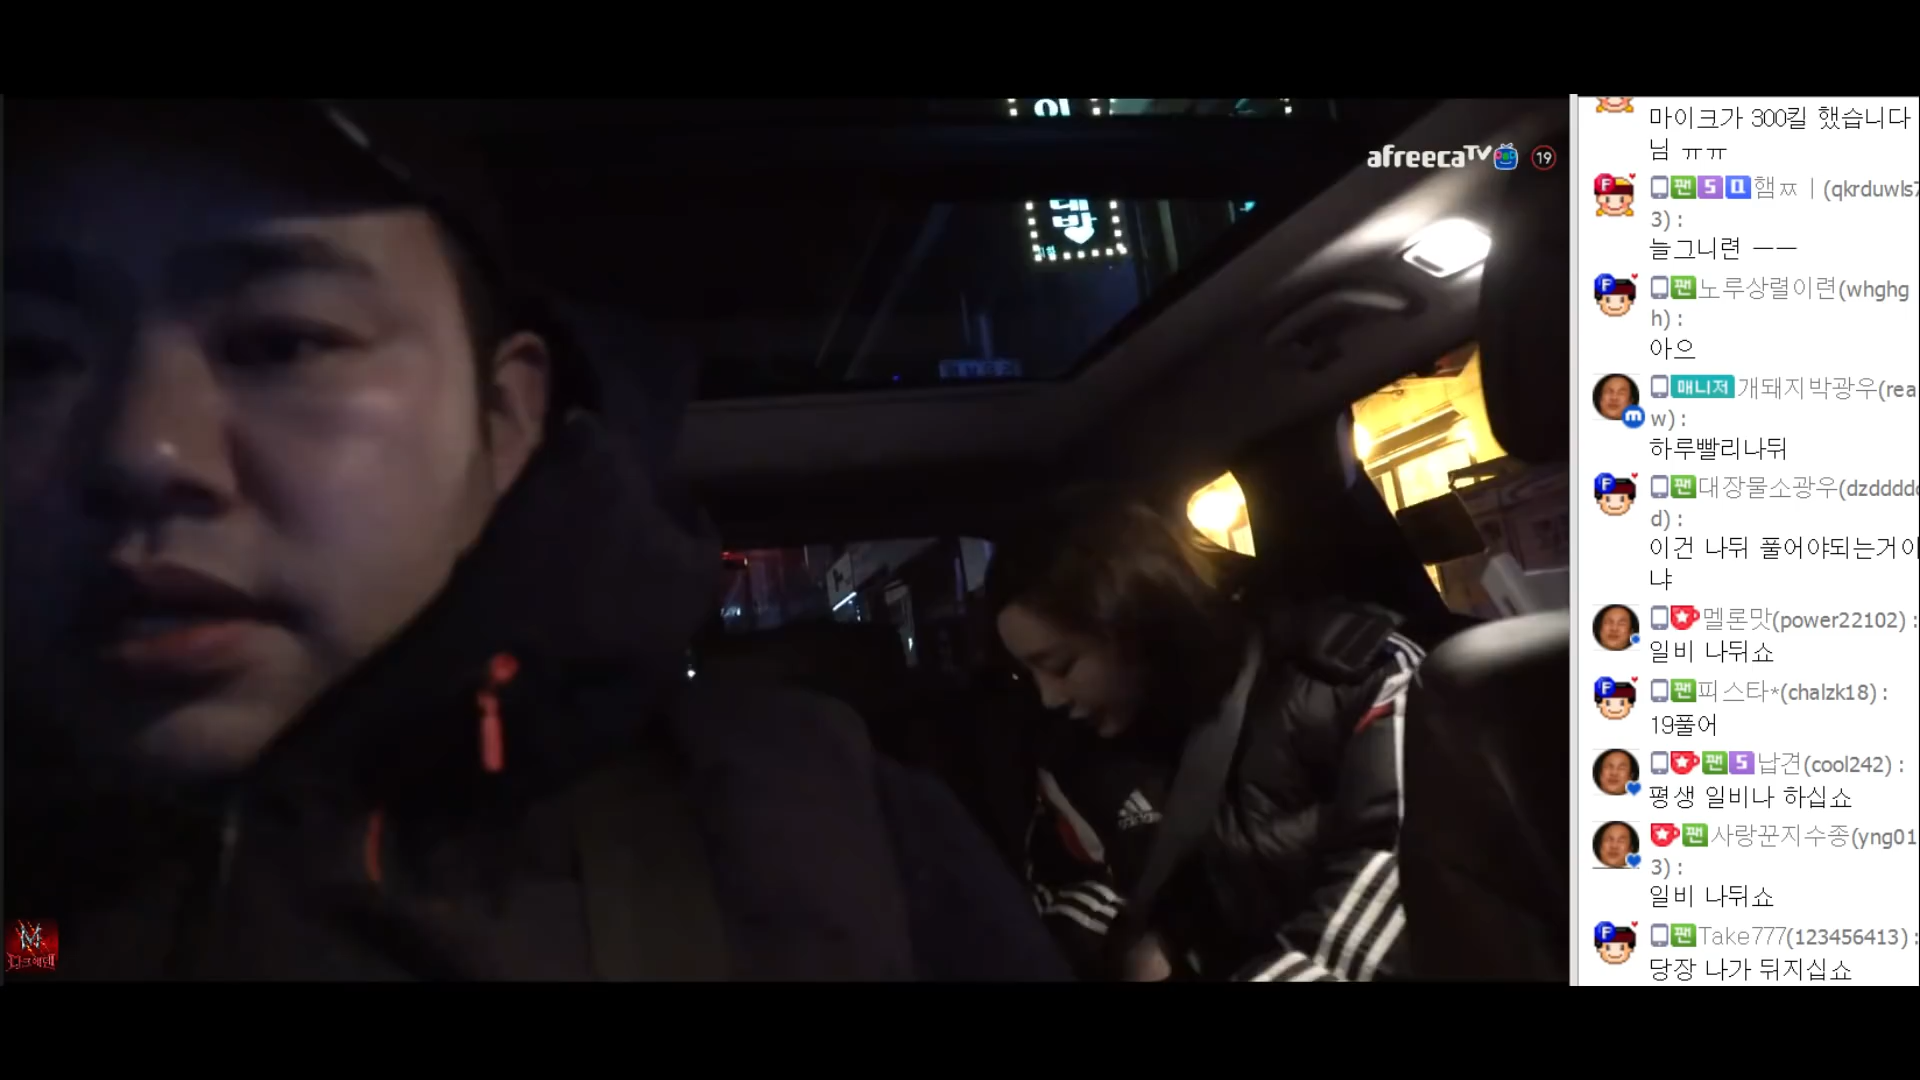 이
대
박
afreecaTV 19
adidas
M
마이크가 300킬 했습니다
님 ㅠㅠ
팬 S 햄ㅉㅣ(qkrduwls7
3) :
늘그니련 ㅡㅡ
팬 노루상렬이련(whghg
h) :
아으
매니저 개돼지박광우(rea
m w) :
하루빨리나뒤
팬 대장물소광우(dzdddd
d) :
이건 나뒤 풀어야되는거이
냐
멜론맛(power22102) :
일비 나뒤쇼
팬 피스타*(chalzk18) :
19풀어
팬 S 납견(cool242) :
평생 일비나 하십쇼
팬 사랑꾼지수종(yng01
3) :
일비 나뒤쇼
팬 Take777(123456413) :
당장 나가 뒤지십쇼